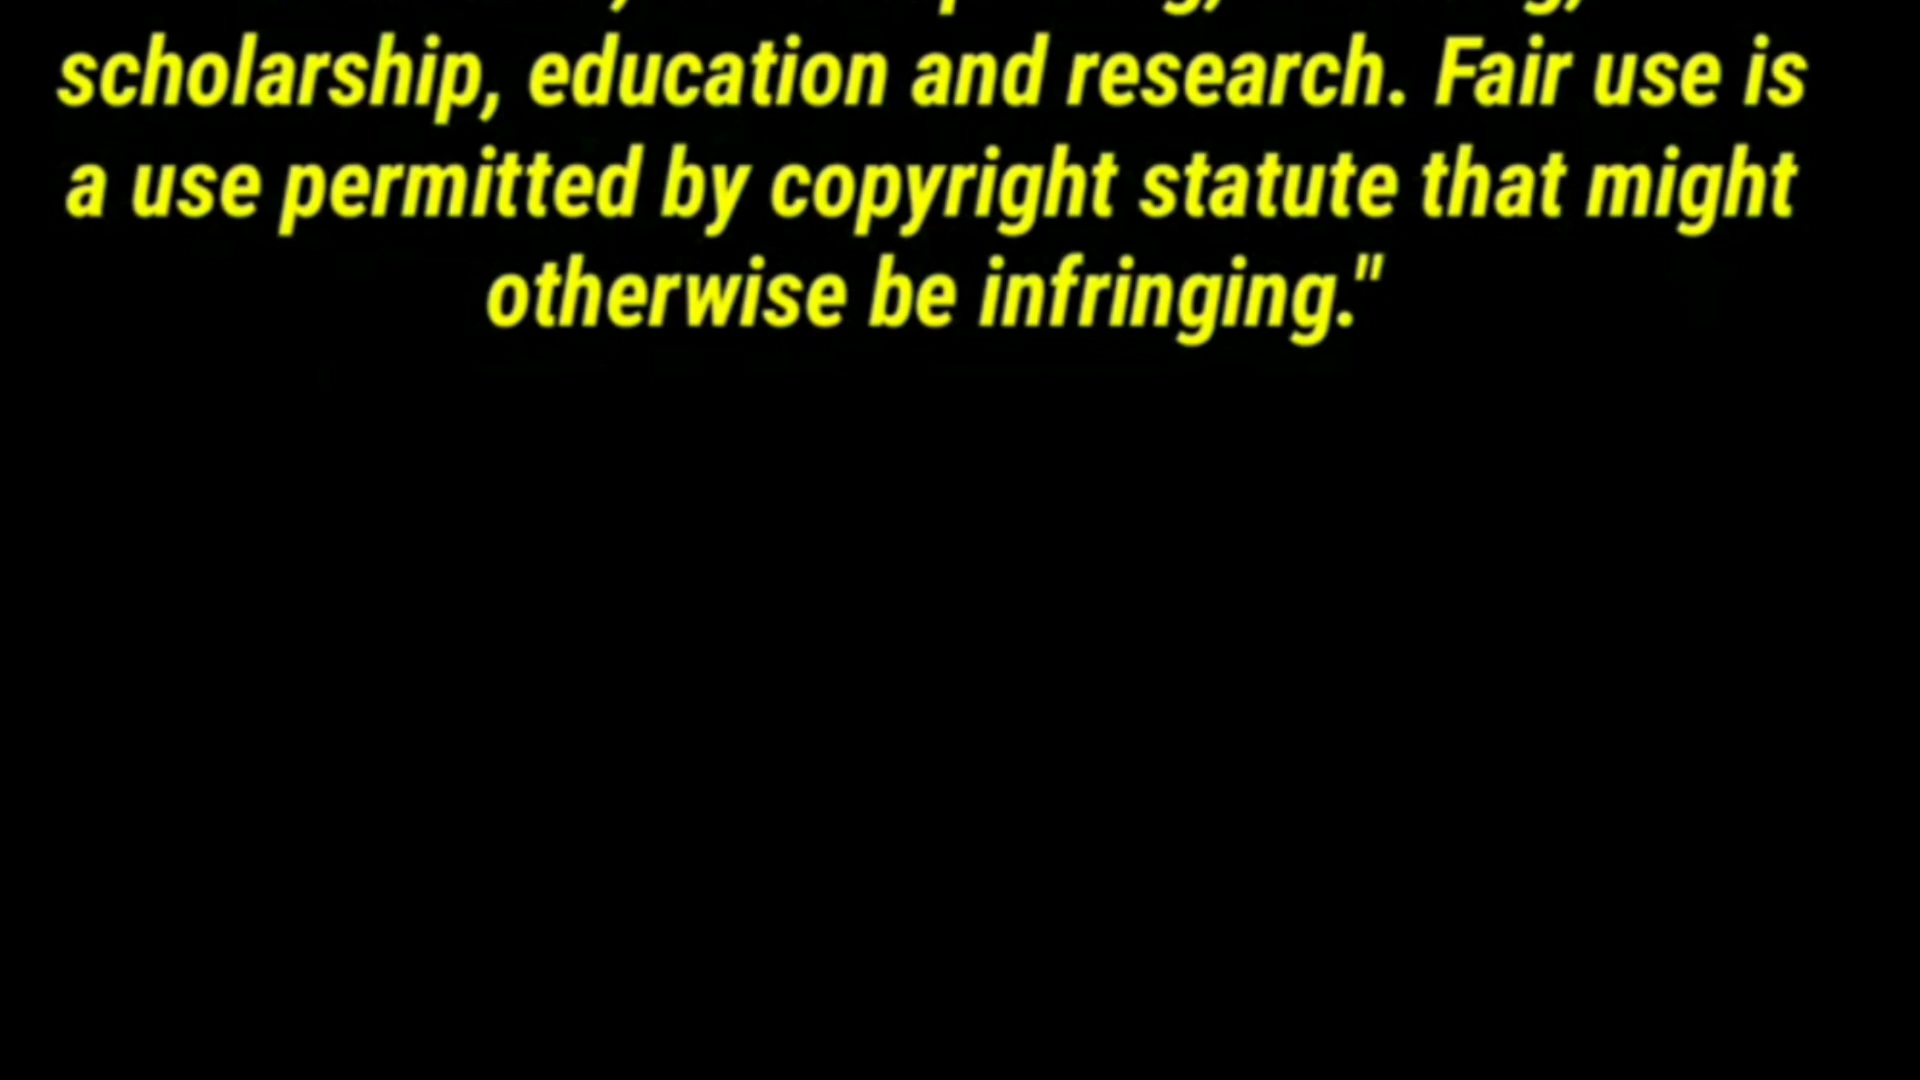 scholarship, education and research. Fair use is
a use permitted by copyright statute that might
otherwise be infringing."